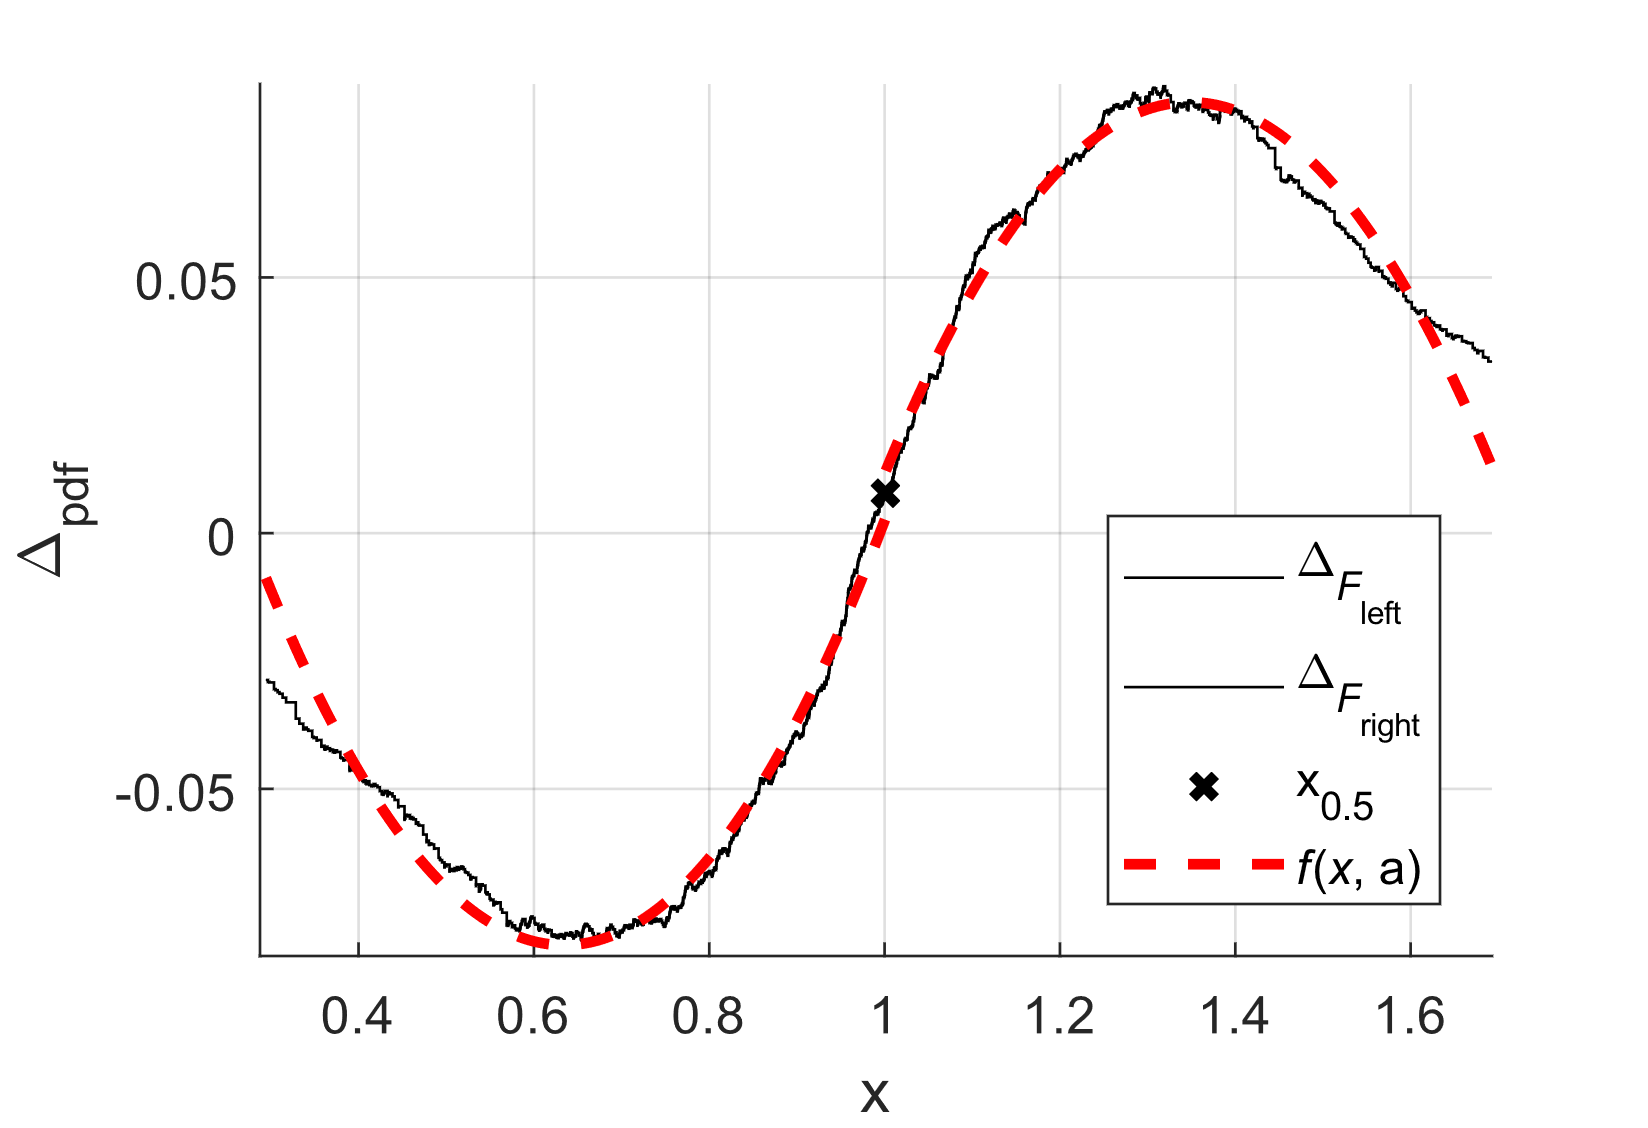 0.05
0
-0.05
Δpdf
0.4 0.6 0.8 1 1.2 1.4 1.6
x
ΔFleft
ΔFright
x0.5
f(x, a)